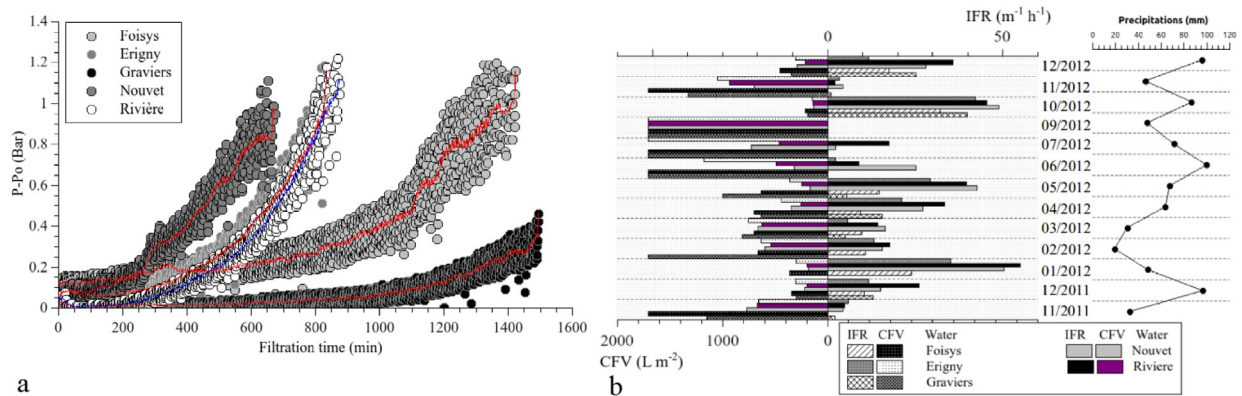 1.4
1.2
1
0.8
0.6
0.4
0.2
0
P-Po (Bar)
Foisys
Erigny
Graviers
Nouvet
Rivière
0 200 400 600 800 1000 1200 1400 1600
Filtration time (min)
a
IFR (m⁻¹ h⁻¹)
0 50
2000 1000 0
CFV (L m⁻²)
b
12/2012
11/2012
10/2012
09/2012
07/2012
06/2012
05/2012
04/2012
03/2012
02/2012
01/2012
12/2011
11/2011
Precipitations (mm)
0 20 40 60 80 100 120
IFR CFV Water
Foisys
Erigny
Graviers
IFR CFV Water
Nouvet
Riviere